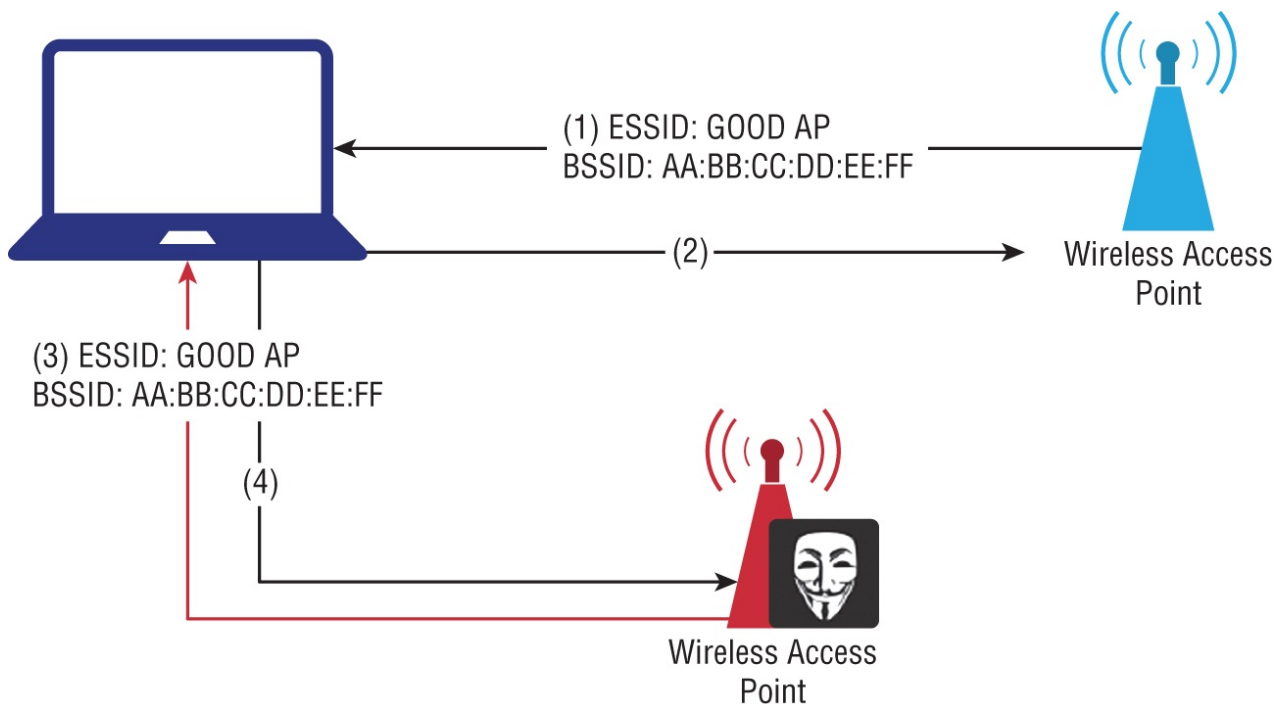 (1) ESSID: GOOD AP
BSSID: AA:BB:CC:DD:EE:FF
(2)
Wireless Access
Point
(3) ESSID: GOOD AP
BSSID: AA:BB:CC:DD:EE:FF
(4)
Wireless Access
Point